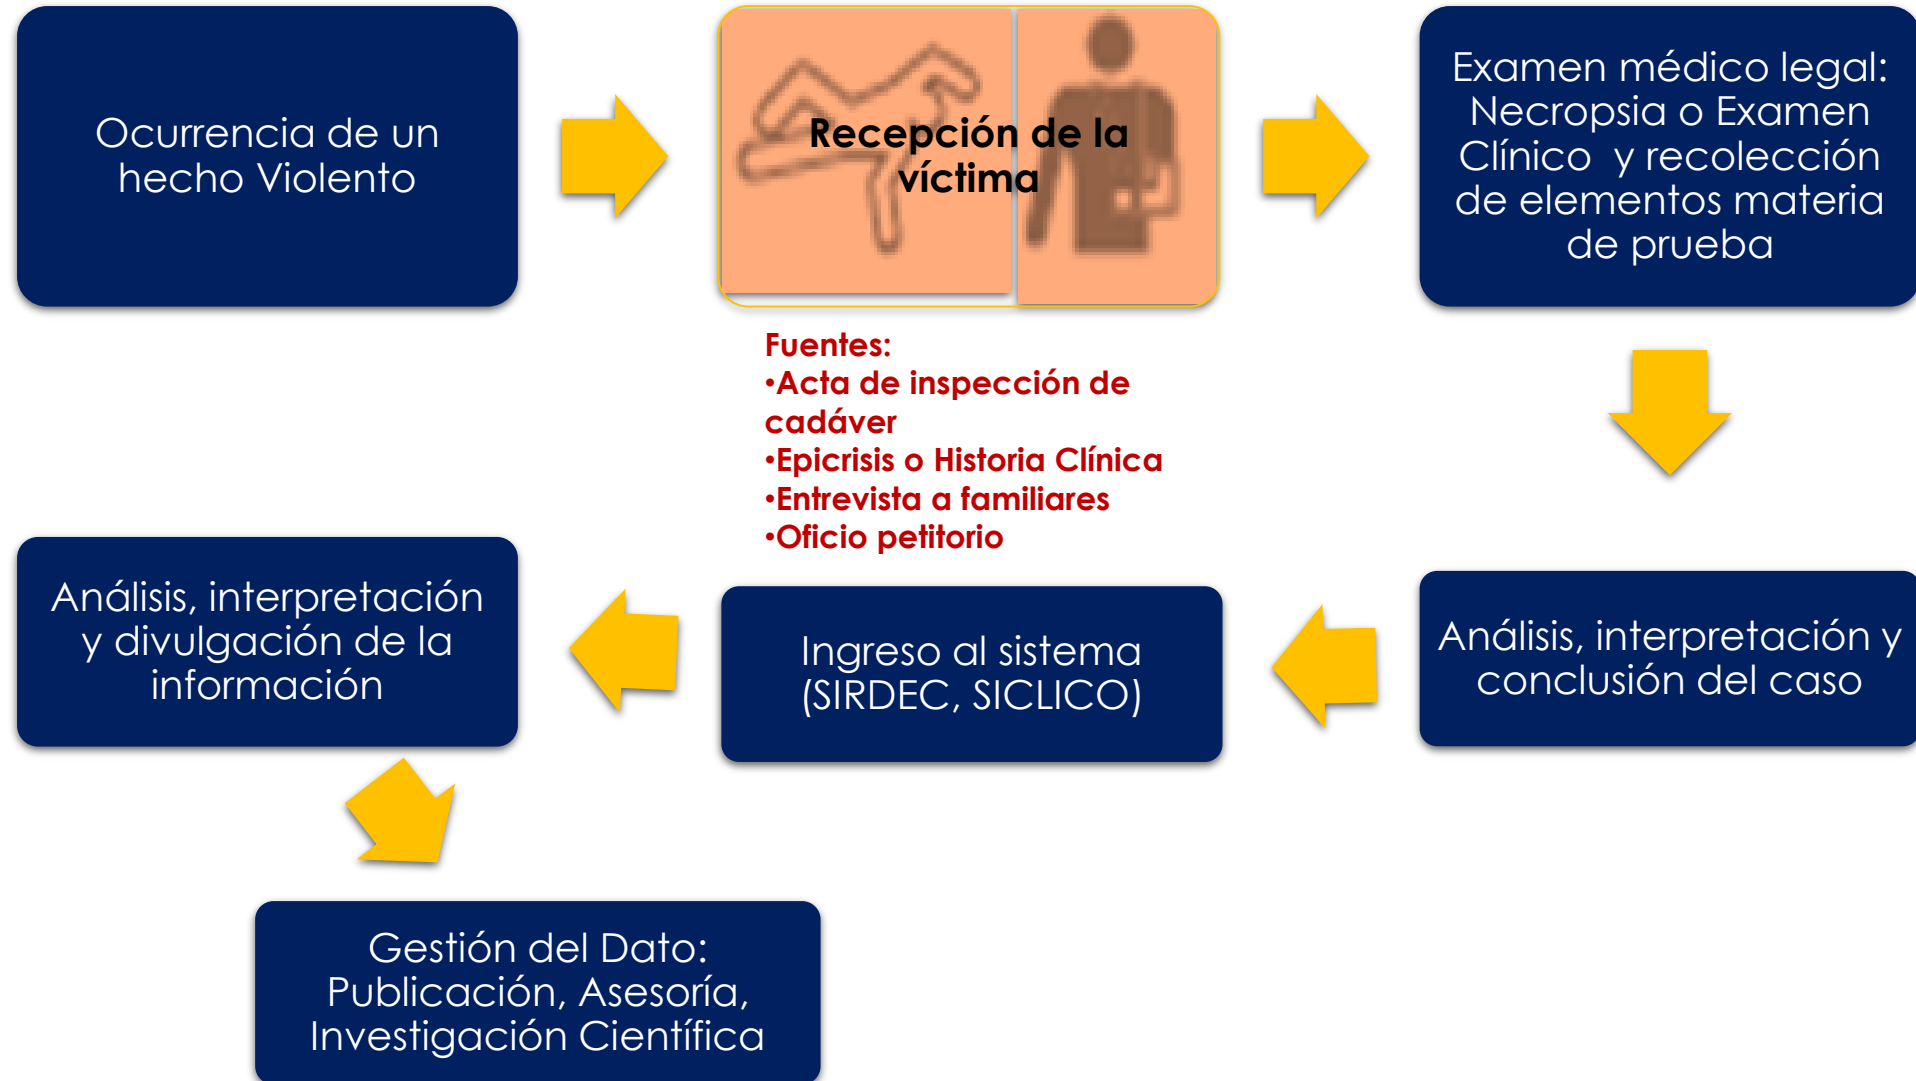 Ocurrencia de un
hecho Violento
Recepción de la
víctima
Examen médico legal:
Necropsia o Examen
Clínico y recolección
de elementos materia
de prueba
Fuentes:
•Acta de inspección de
cadáver
•Epicrisis o Historia Clínica
•Entrevista a familiares
•Oficio petitorio
Análisis, interpretación y
conclusión del caso
Ingreso al sistema
(SIRDEC, SICLICO)
Análisis, interpretación
y divulgación de la
información
Gestión del Dato:
Publicación, Asesoría,
Investigación Científica